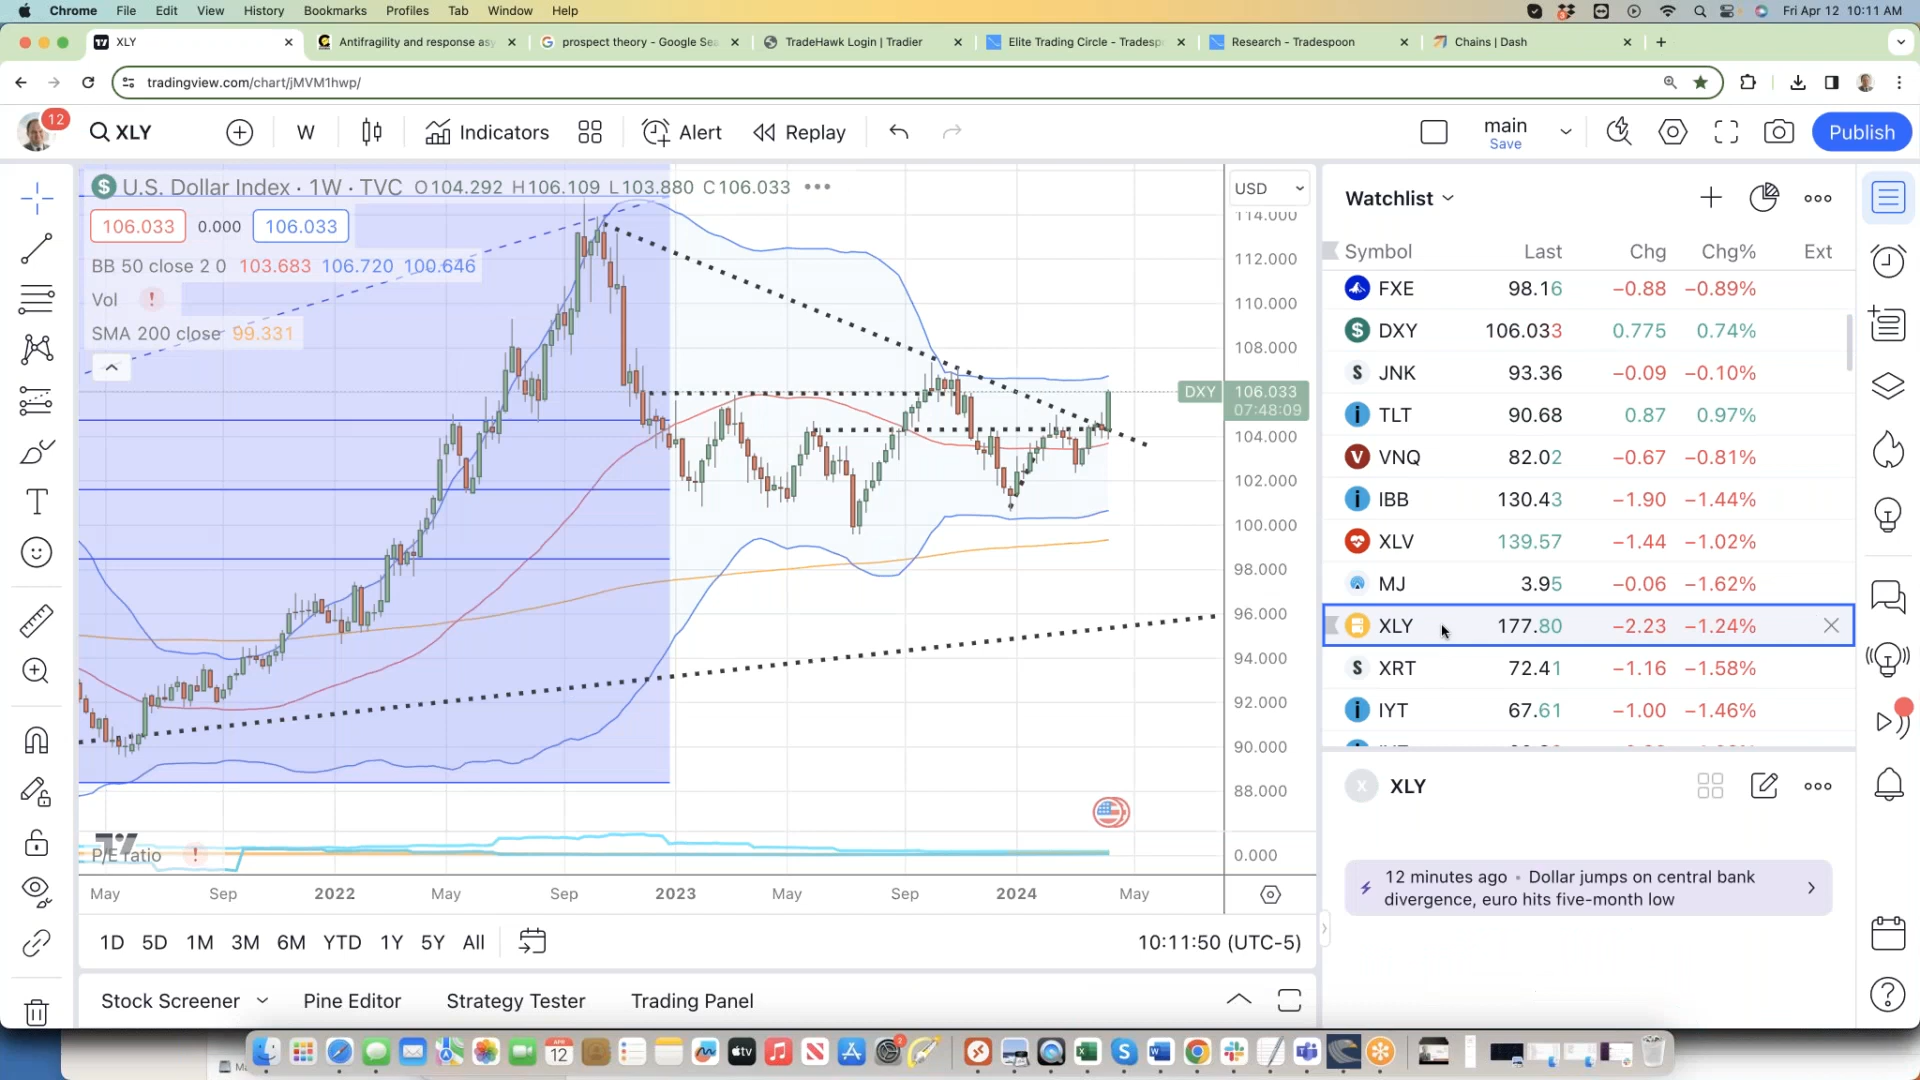 Chrome File Edit View History Bookmarks Profiles Tab Window Help Fri Apr 12 10:11 AM
XLY Antifragility and response asy prospect theory - Google Sea TradeHawk Login | Tradier Elite Trading Circle - Tradesp Research - Tradespoon Chains | Dash
tradingview.com/chart/jMVM1hwp/
12 XLY W Indicators Alert Replay main Save Publish
U.S. Dollar Index · 1W · TVC O104.292 H106.109 L103.880 C106.033
106.033 0.000 106.033
BB 50 close 2 0 103.683 106.720 100.646
Vol
SMA 200 close 99.331
USD
114.000
112.000
110.000
108.000
DXY 106.033
07:48:09
104.000
102.000
100.000
98.000
96.000
94.000
92.000
90.000
88.000
P/E ratio
0.000
May Sep 2022 May Sep 2023 May Sep 2024 May
1D 5D 1M 3M 6M YTD 1Y 5Y All 10:11:50 (UTC-5)
Stock Screener Pine Editor Strategy Tester Trading Panel
Watchlist
Symbol Last Chg Chg% Ext
FXE 98.16 −0.88 −0.89%
DXY 106.033 0.775 0.74%
JNK 93.36 −0.09 −0.10%
TLT 90.68 0.87 0.97%
VNQ 82.02 −0.67 −0.81%
IBB 130.43 −1.90 −1.44%
XLV 139.57 −1.44 −1.02%
MJ 3.95 −0.06 −1.62%
XLY 177.80 −2.23 −1.24%
XRT 72.41 −1.16 −1.58%
IYT 67.61 −1.00 −1.46%
X XLY
12 minutes ago • Dollar jumps on central bank
divergence, euro hits five-month low
APR
12
tv
2